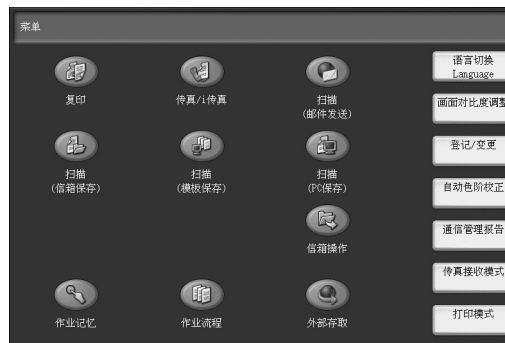 菜单
复印
传真/i传真
扫描
(邮件发送)
扫描
(信箱保存)
扫描
(模板保存)
扫描
(PC保存)
信箱操作
作业记忆
作业流程
外部存取
语言切换
Language
画面对比度调整
登记/变更
自动色阶校正
通信管理报告
传真接收模式
打印模式